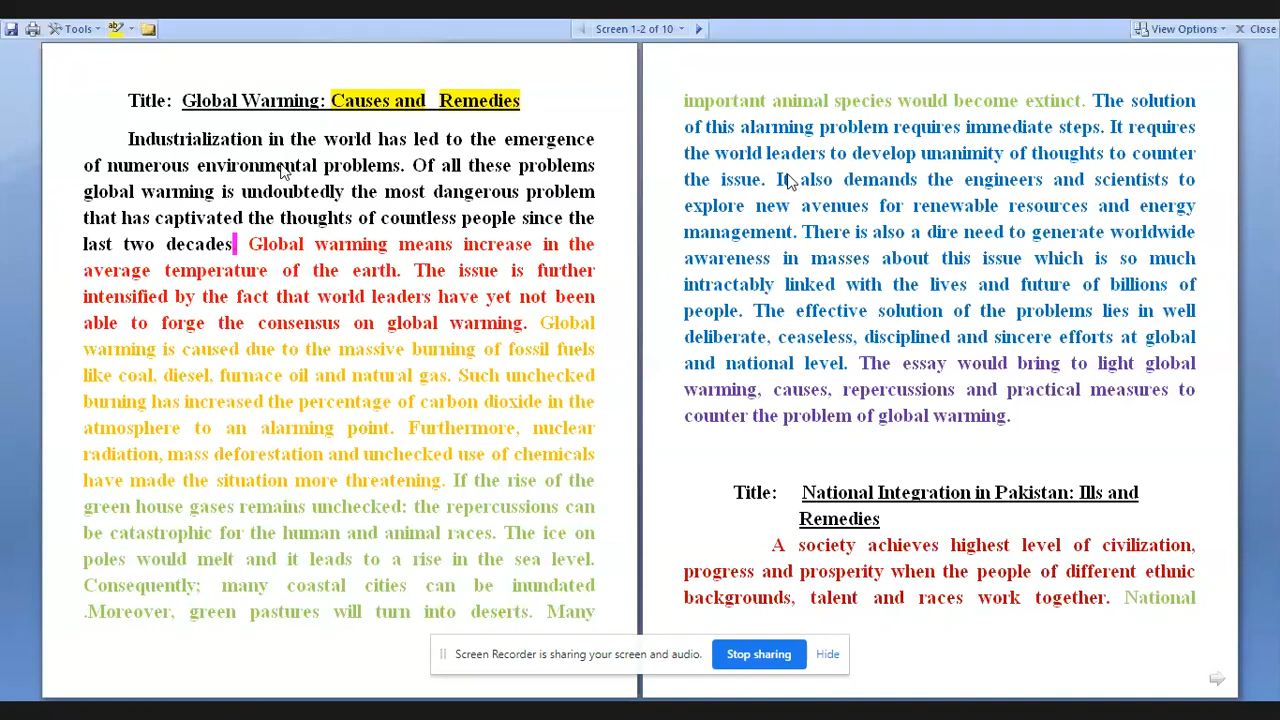 Tools
Screen 1-2 of 10
View Options
Close
Title: Global Warming: Causes and Remedies
Industrialization in the world has led to the emergence
of numerous environmental problems. Of all these problems
global warming is undoubtedly the most dangerous problem
that has captivated the thoughts of countless people since the
last two decades Global warming means increase in the
average temperature of the earth. The issue is further
intensified by the fact that world leaders have yet not been
able to forge the consensus on global warming. Global
warming is caused due to the massive burning of fossil fuels
like coal, diesel, furnace oil and natural gas. Such unchecked
burning has increased the percentage of carbon dioxide in the
atmosphere to an alarming point. Furthermore, nuclear
radiation, mass deforestation and unchecked use of chemicals
have made the situation more threatening. If the rise of the
green house gases remains unchecked: the repercussions can
be catastrophic for the human and animal races. The ice on
poles would melt and it leads to a rise in the sea level.
Consequently; many coastal cities can be inundated
.Moreover, green pastures will turn into deserts. Many
important animal species would become extinct. The solution
of this alarming problem requires immediate steps. It requires
the world leaders to develop unanimity of thoughts to counter
the issue. It also demands the engineers and scientists to
explore new avenues for renewable resources and energy
management. There is also a dire need to generate worldwide
awareness in masses about this issue which is so much
intractably linked with the lives and future of billions of
people. The effective solution of the problems lies in well
deliberate, ceaseless, disciplined and sincere efforts at global
and national level. The essay would bring to light global
warming, causes, repercussions and practical measures to
counter the problem of global warming.
Title: National Integration in Pakistan: Ills and
Remedies
A society achieves highest level of civilization,
progress and prosperity when the people of different ethnic
backgrounds, talent and races work together. National
Screen Recorder is sharing your screen and audio.
Stop sharing
Hide